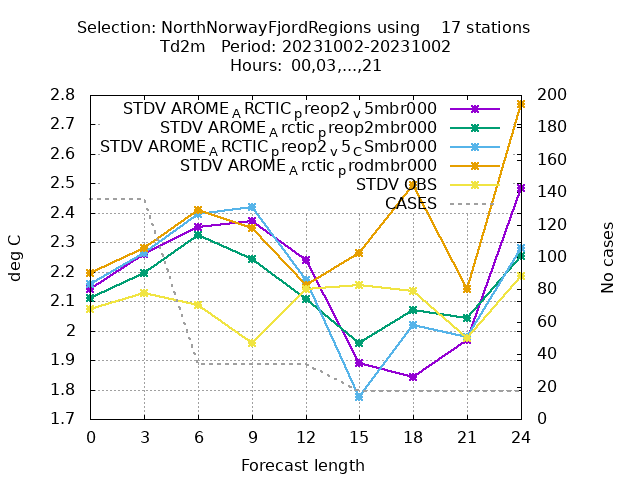 Selection: NorthNorwayFjordRegions using 17 stations
Td2m Period: 20231002-20231002
Hours: 00,03,...,21
2.8
2.7
2.6
2.5
2.4
2.3
2.2
2.1
2
1.9
1.8
1.7
deg C
STDV AROME_ARCTIC_preop2_v5mbr000
STDV AROME_Arctic_preop2mbr000
STDV AROME_ARCTIC_preop2_v5_CSmbr000
STDV AROME_Arctic_prodmbr000
STDV OBS
CASES
200
180
160
140
120
100
80
60
40
20
0
No cases
0 3 6 9 12 15 18 21 24
Forecast length